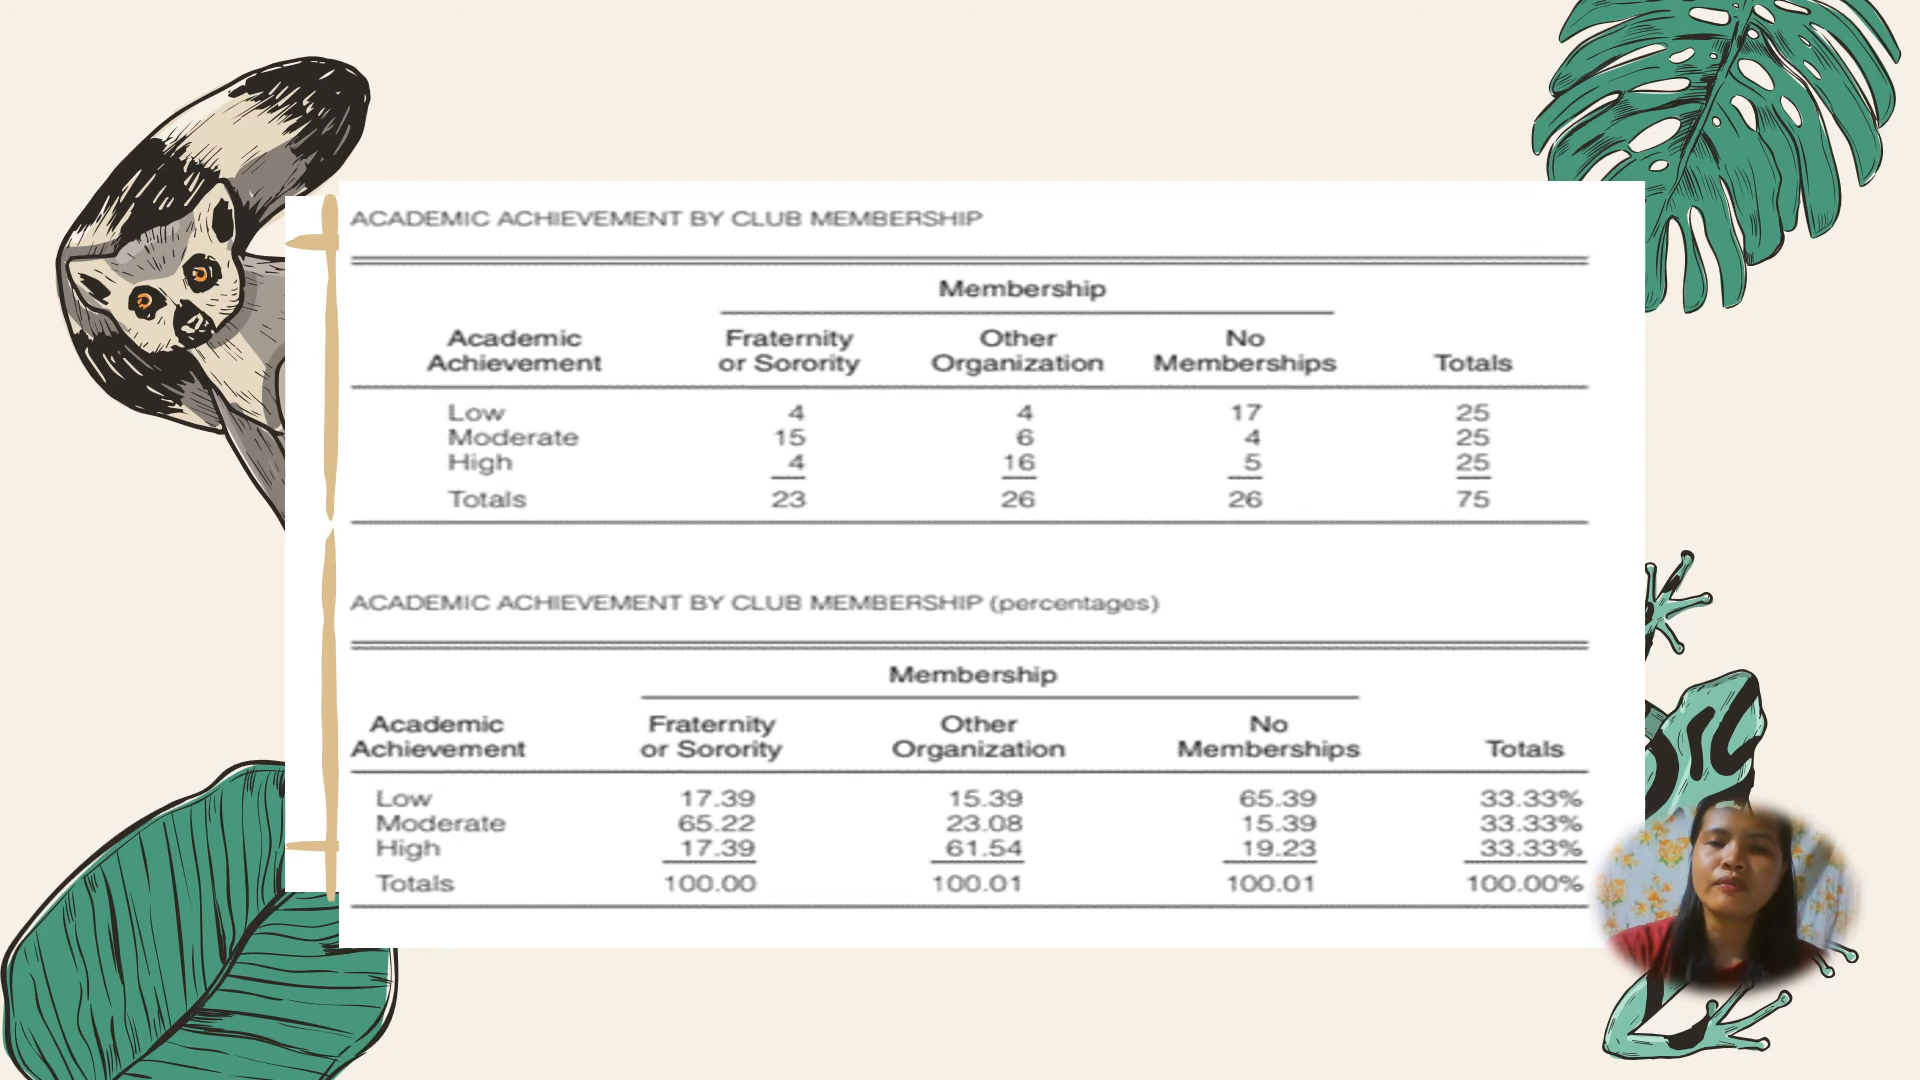 ACADEMIC ACHIEVEMENT BY CLUB MEMBERSHIP
Membership
Academic Achievement Fraternity or Sorority Other Organization No Memberships Totals
Low 4 4 17 25
Moderate 15 6 4 25
High 4 16 5 25
Totals 23 26 26 75
ACADEMIC ACHIEVEMENT BY CLUB MEMBERSHIP (percentages)
Membership
Academic Achievement Fraternity or Sorority Other Organization No Memberships Totals
Low 17.39 15.39 65.39 33.33%
Moderate 65.22 23.08 15.39 33.33%
High 17.39 61.54 19.23 33.33%
Totals 100.00 100.01 100.01 100.00%